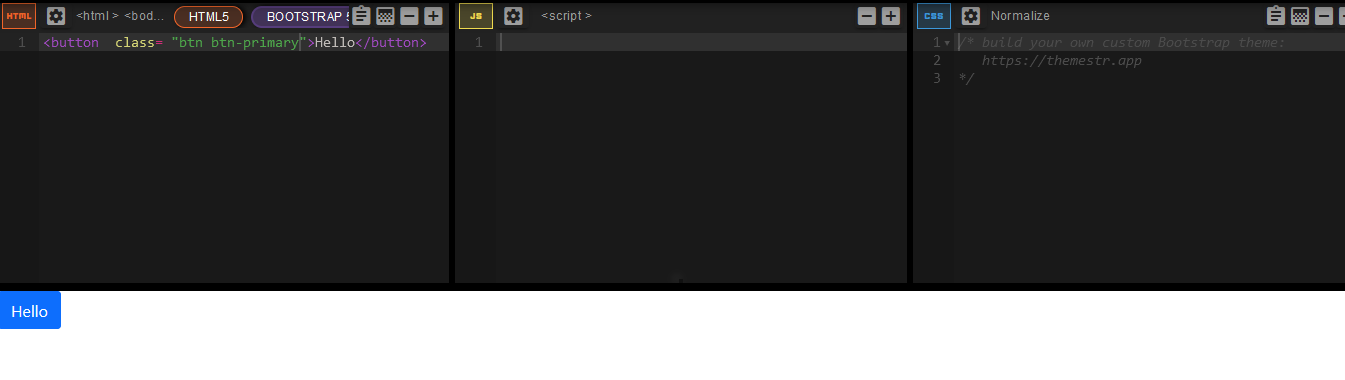 HTML <html> <bod... HTML5 BOOTSTRAP 5
1 <button  class= "btn btn-primary">Hello</button>
JS <script>
1
CSS Normalize
1 /* build your own custom Bootstrap theme:
2    https://themestr.app
3 */
Hello